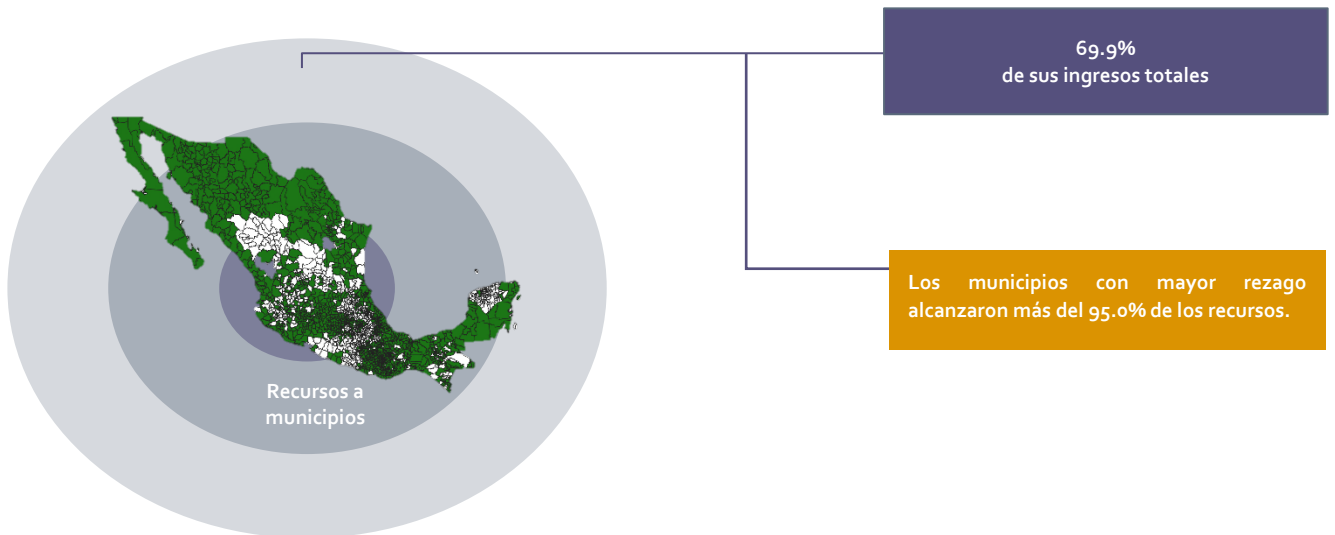 69.9%
de sus ingresos totales
Los municipios con mayor rezago
alcanzaron más del 95.0% de los recursos.
Recursos a
municipios